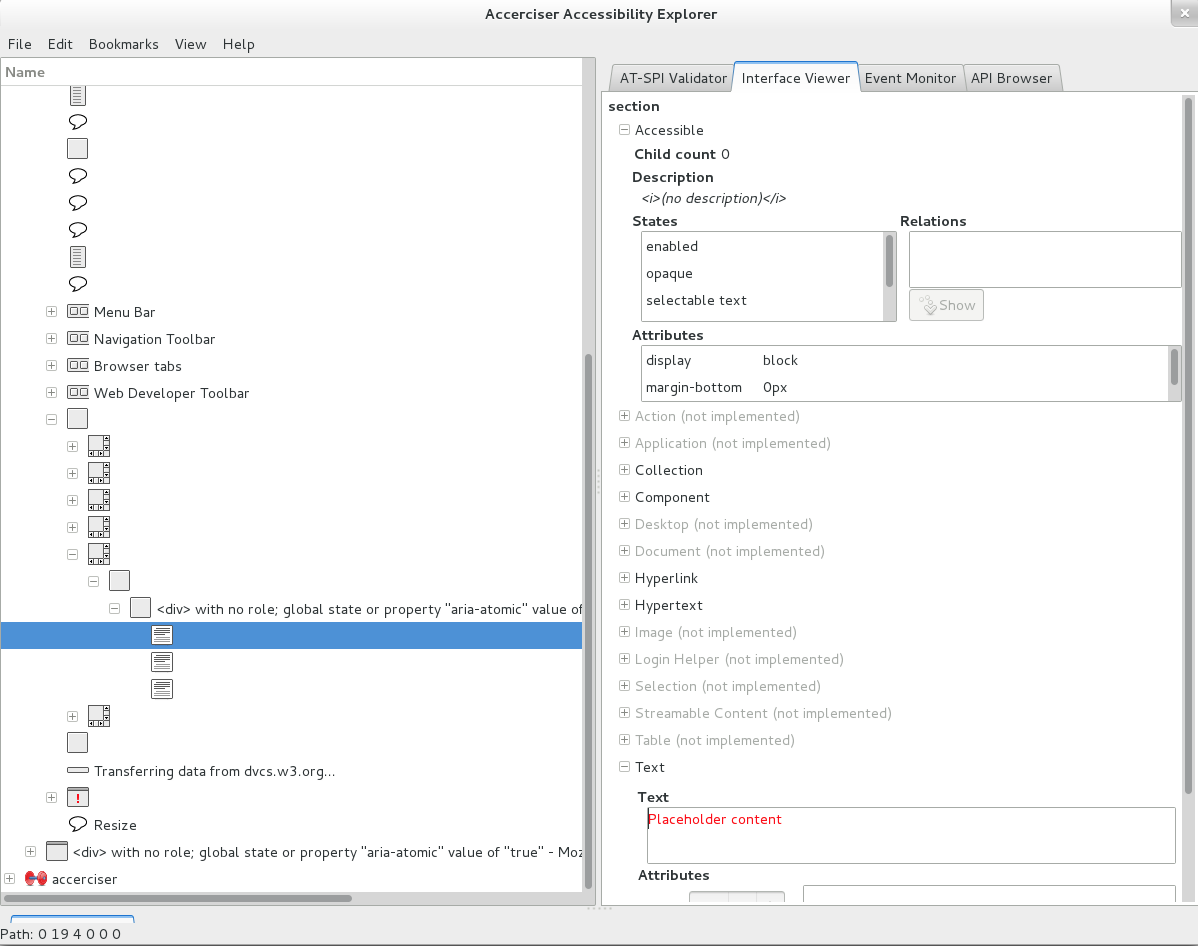 Accerciser Accessibility Explorer
File Edit Bookmarks View Help
Name
Menu Bar
Navigation Toolbar
Browser tabs
Web Developer Toolbar
<div> with no role; global state or property "aria-atomic" value of
Transferring data from dvcs.w3.org...
Resize
<div> with no role; global state or property "aria-atomic" value of "true" - Moz
accerciser
AT-SPI Validator Interface Viewer Event Monitor API Browser
section
Accessible
Child count 0
Description
<i>(no description)</i>
States Relations
enabled
opaque
selectable text
Show
Attributes
display block
margin-bottom 0px
Action (not implemented)
Application (not implemented)
Collection
Component
Desktop (not implemented)
Document (not implemented)
Hyperlink
Hypertext
Image (not implemented)
Login Helper (not implemented)
Selection (not implemented)
Streamable Content (not implemented)
Table (not implemented)
Text
Text
Placeholder content
Attributes
Path: 0 19 4 0 0 0